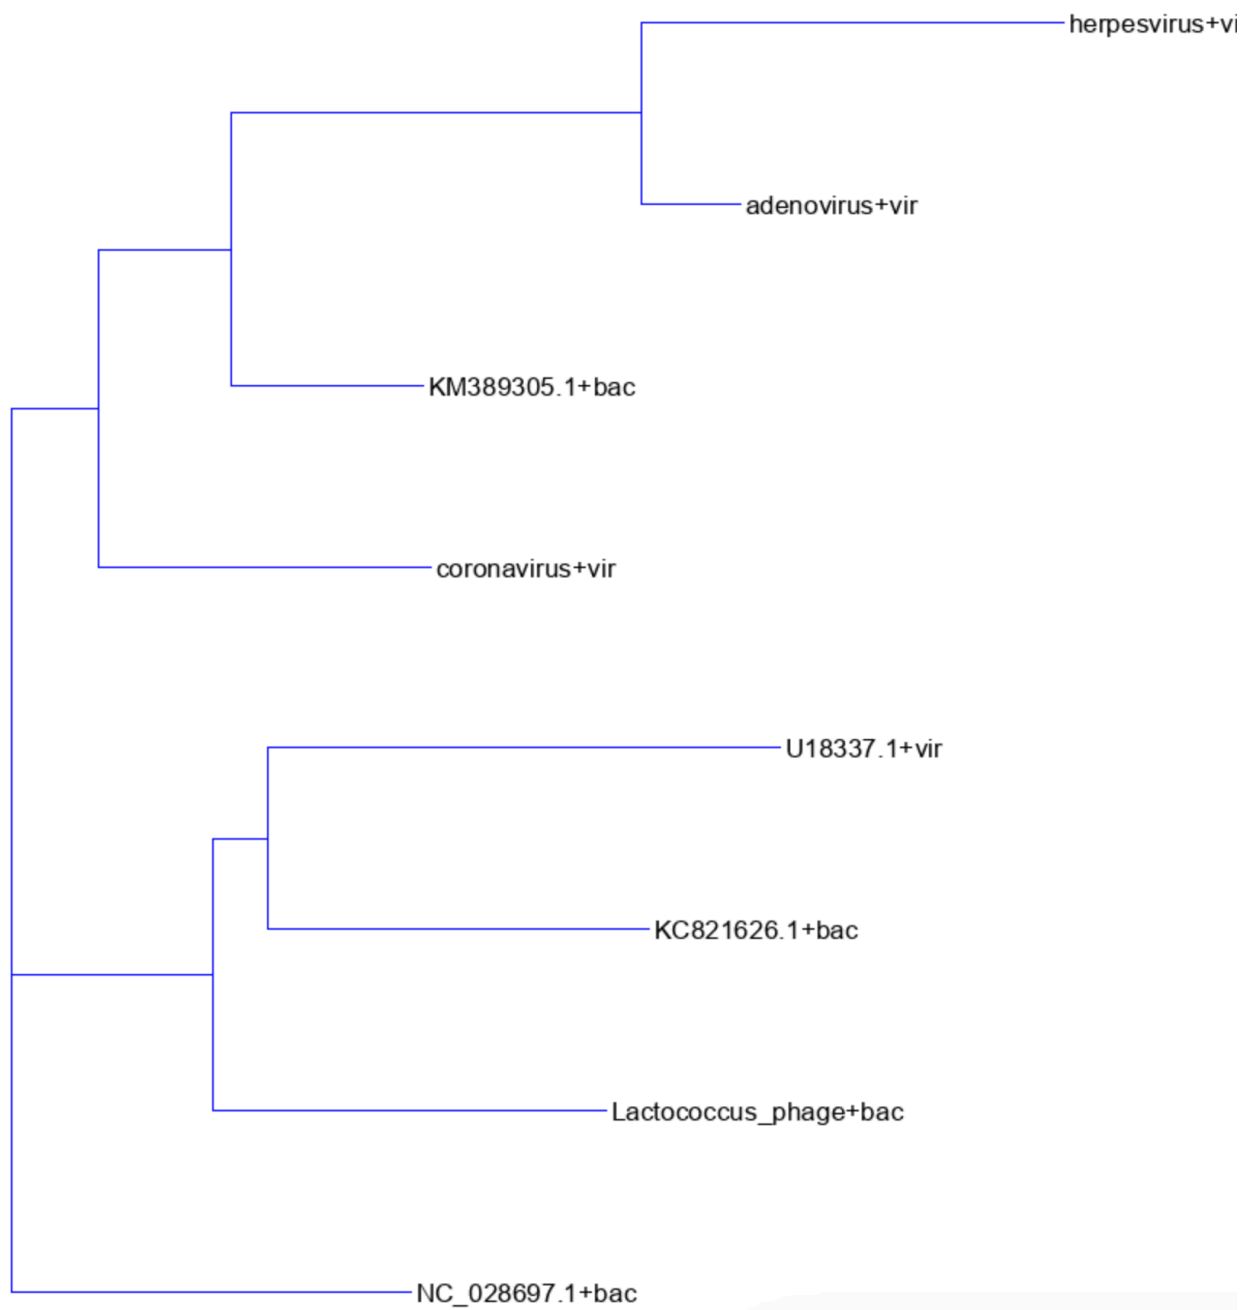 herpesvirus+vi
adenovirus+vir
KM389305.1+bac
coronavirus+vir
U18337.1+vir
KC821626.1+bac
Lactococcus_phage+bac
NC_028697.1+bac